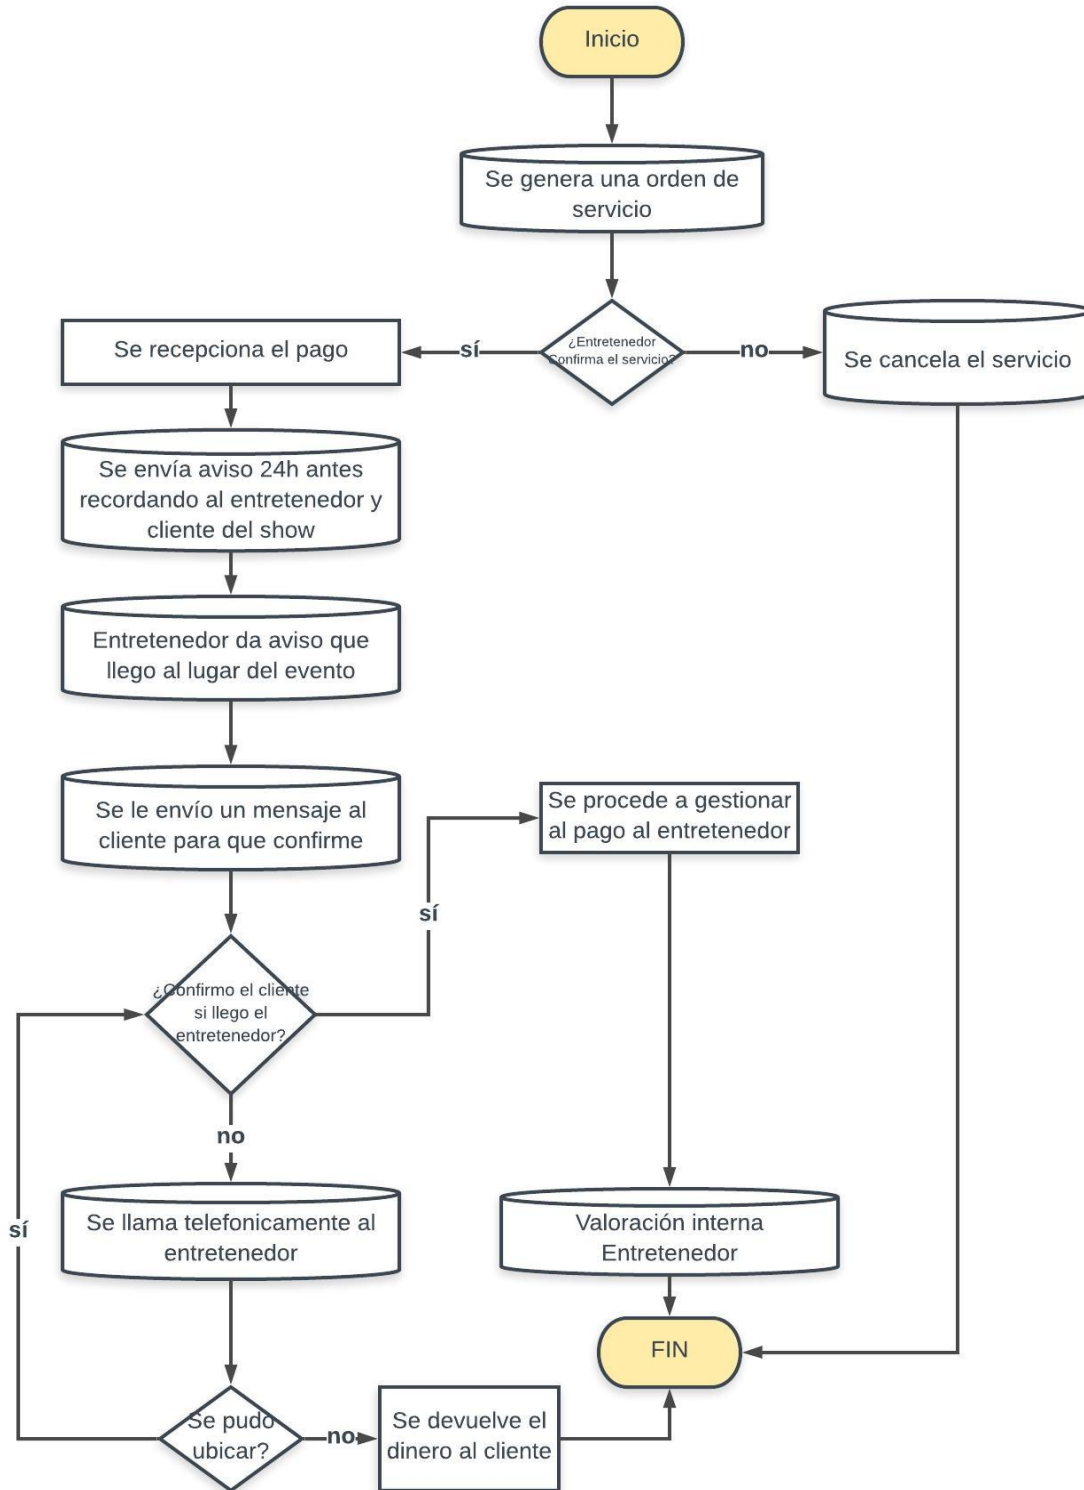 Inicio
Se genera una orden de
servicio
¿Entretenedor
Confirma el servicio?
sí
no
Se recepciona el pago
Se cancela el servicio
Se envía aviso 24h antes
recordando al entretenedor y
cliente del show
Entretenedor da aviso que
llego al lugar del evento
Se le envío un mensaje al
cliente para que confirme
Se procede a gestionar
al pago al entretenedor
sí
¿Confirmo el cliente
si llego el
entretenedor?
no
Se llama telefonicamente al
entretenedor
sí
Valoración interna
Entretenedor
FIN
Se pudo
ubicar?
no
Se devuelve el
dinero al cliente